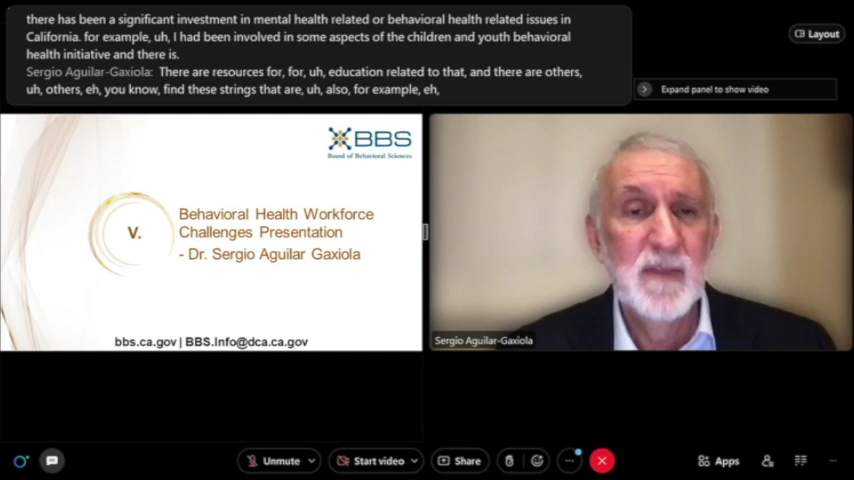 there has been a significant investment in mental health related or behavioral health related issues in
California. for example, uh, I had been involved in some aspects of the children and youth behavioral
health initiative and there is.
Sergio Aguilar-Gaxiola: There are resources for, for, uh, education related to that, and there are others,
uh, others, eh, you know, find these strings that are, uh, also, for example, eh,
Layout
Expand panel to show video
BBS
Board of Behavioral Sciences
V.
Behavioral Health Workforce
Challenges Presentation
- Dr. Sergio Aguilar Gaxiola
bbs.ca.gov | BBS.Info@dca.ca.gov
Sergio Aguilar-Gaxiola
Unmute
Start video
Share
Apps